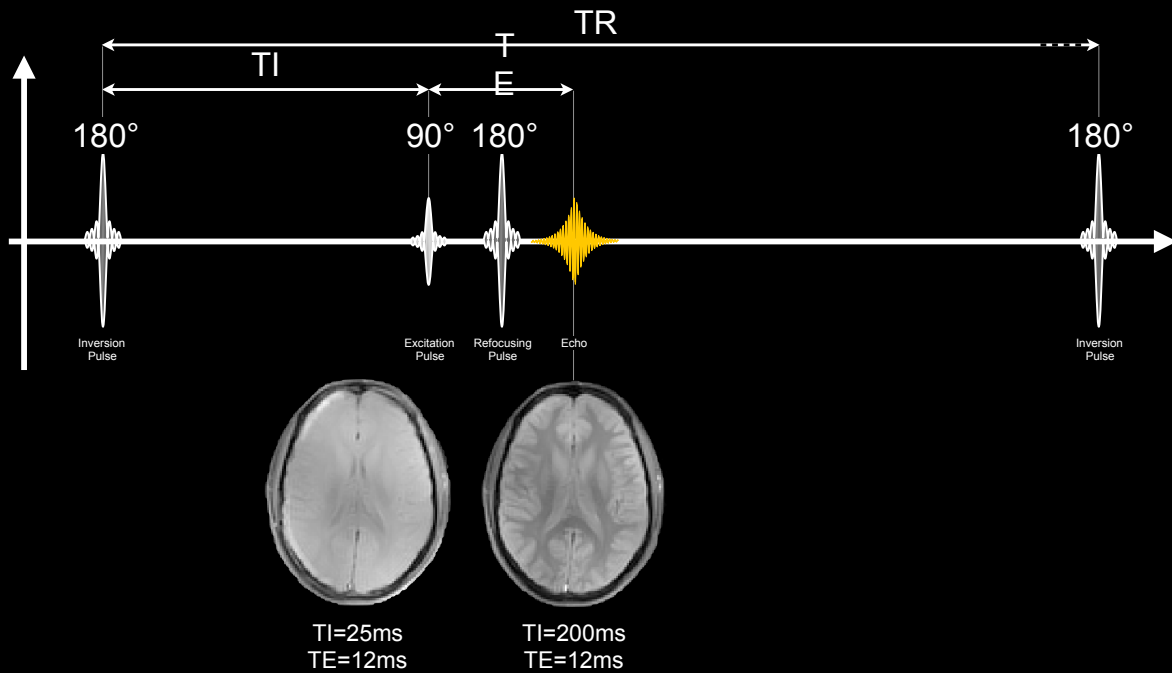 TR
TE
TI
180°
90°
180°
180°
Inversion
Pulse
Excitation
Pulse
Refocusing
Pulse
Echo
Inversion
Pulse
TI=25ms
TE=12ms
TI=200ms
TE=12ms